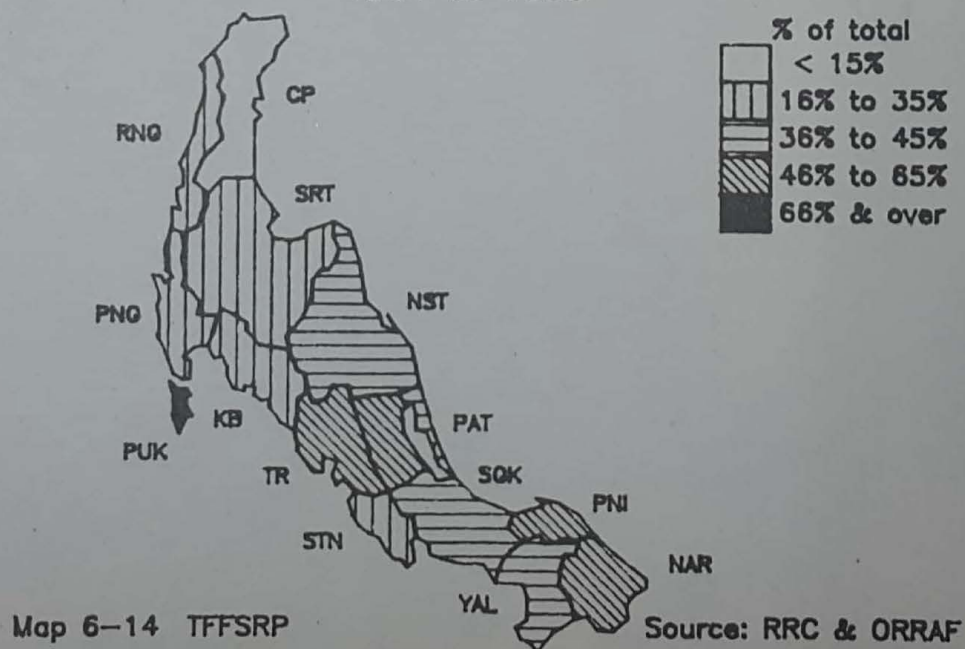 % of total
< 15%
16% to 35%
36% to 45%
46% to 65%
66% & over
CP
RNG
SRT
PNG
NST
KB
PUK
PAT
TR
SGK
PNI
STN
NAR
YAL
Map 6-14 TFFSRP
Source: RRC & ORRAF